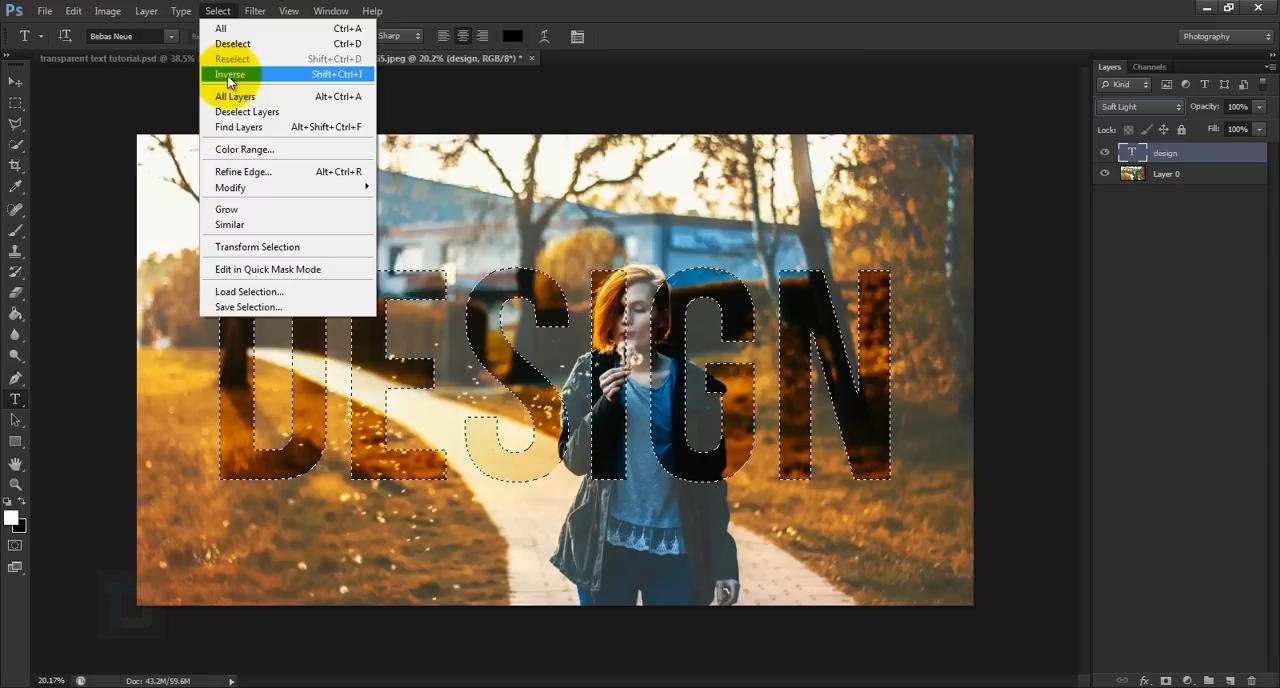 Ps File Edit Image Layer Type Select Filter View Window Help
T Bebas Neue Sharp Photography
transparent text tutorial.psd @ 38.5% 65.jpeg @ 20.2% (design, RGB/8*) * ×
All Ctrl+A
Deselect Ctrl+D
Reselect Shift+Ctrl+D
Inverse Shift+Ctrl+I
All Layers Alt+Ctrl+A
Deselect Layers
Find Layers Alt+Shift+Ctrl+F
Color Range...
Refine Edge... Alt+Ctrl+R
Modify
Grow
Similar
Transform Selection
Edit in Quick Mask Mode
Load Selection...
Save Selection...
DESIGN
Layers Channels
Kind
Soft Light Opacity: 100%
Lock: Fill: 100%
T design
Layer 0
20.17% Doc: 43.2M/59.6M
fx